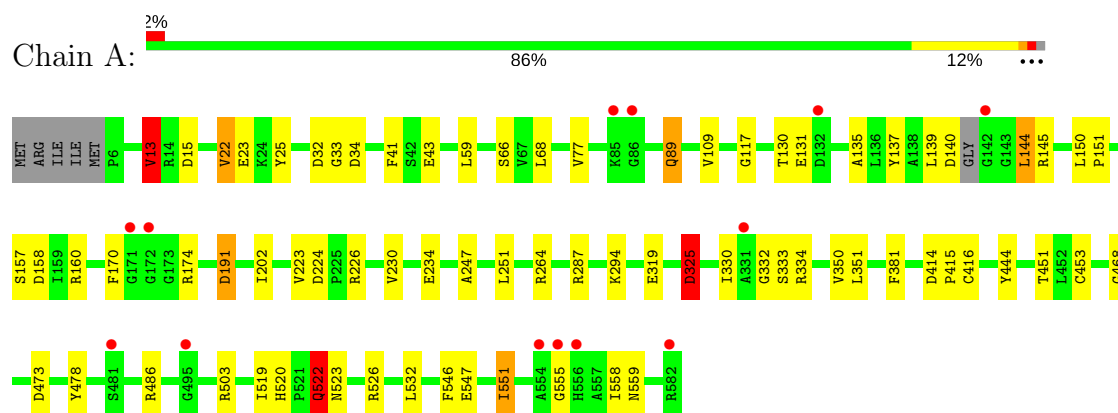 2%
Chain A:
86% 12% •••
MET ARG ILE ILE MET P6 V13 R14 D15 V22 E23 K24 Y25 D32 G33 D34 F41 S42 E43 L59 S66 V67 L68 V77 K85 G86 Q89 V109 G117 T130 E131 D132 A135 L136 Y137 A138 L139 D140 GLY G142 G143 L144 R145 L150 P151
S157 D158 I159 R160 F170 G171 G172 G173 R174 D191 I202 V223 D224 P225 R226 V230 E234 A247 L251 R264 R287 K294 E319 D325 I330 A331 G332 S333 R334 V350 L351 F381 D414 P415 C416 Y444 T451 L452 C453 C468
D473 Y478 S481 R486 G495 R503 I519 H520 P521 Q522 N523 R526 L532 F546 E547 I551 A554 G555 H556 A557 I558 N559 R582